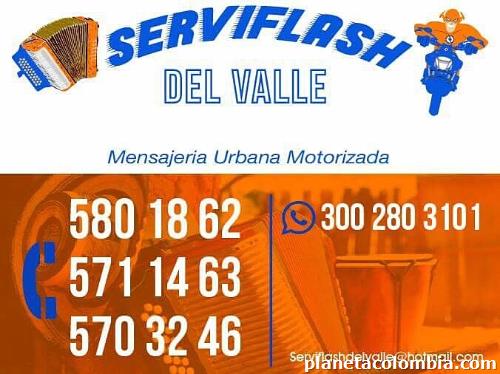 SERVIFLASH
DEL VALLE
Mensajeria Urbana Motorizada
580 18 62
571 14 63
570 32 46
300 280 3101
Serviflashdelvalle@hotmail.com
planetacolombia.com